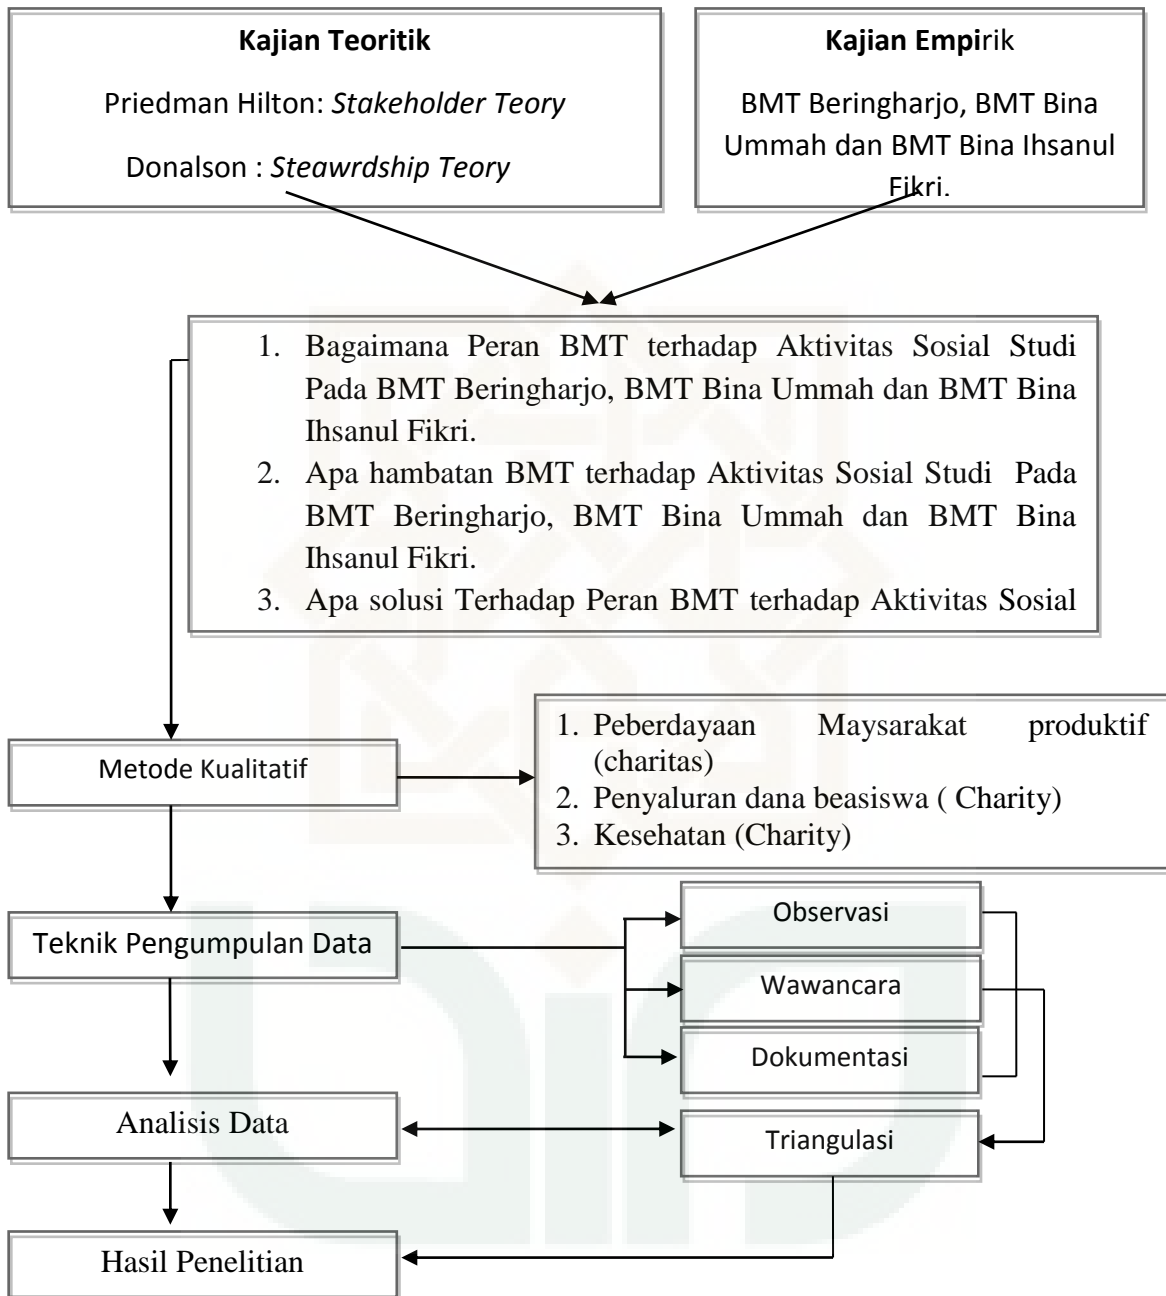 Kajian Teoritik
Priedman Hilton: Stakeholder Teory
Donalson : Steawrdship Teory
Kajian Empirik
BMT Beringharjo, BMT Bina
Ummah dan BMT Bina Ihsanul
Fikri.
1. Bagaimana Peran BMT terhadap Aktivitas Sosial Studi
Pada BMT Beringharjo, BMT Bina Ummah dan BMT Bina
Ihsanul Fikri.
2. Apa hambatan BMT terhadap Aktivitas Sosial Studi Pada
BMT Beringharjo, BMT Bina Ummah dan BMT Bina
Ihsanul Fikri.
3. Apa solusi Terhadap Peran BMT terhadap Aktivitas Sosial
Metode Kualitatif
1. Peberdayaan Maysarakat produktif
(charitas)
2. Penyaluran dana beasiswa ( Charity)
3. Kesehatan (Charity)
Teknik Pengumpulan Data
Observasi
Wawancara
Dokumentasi
Analisis Data
Triangulasi
Hasil Penelitian